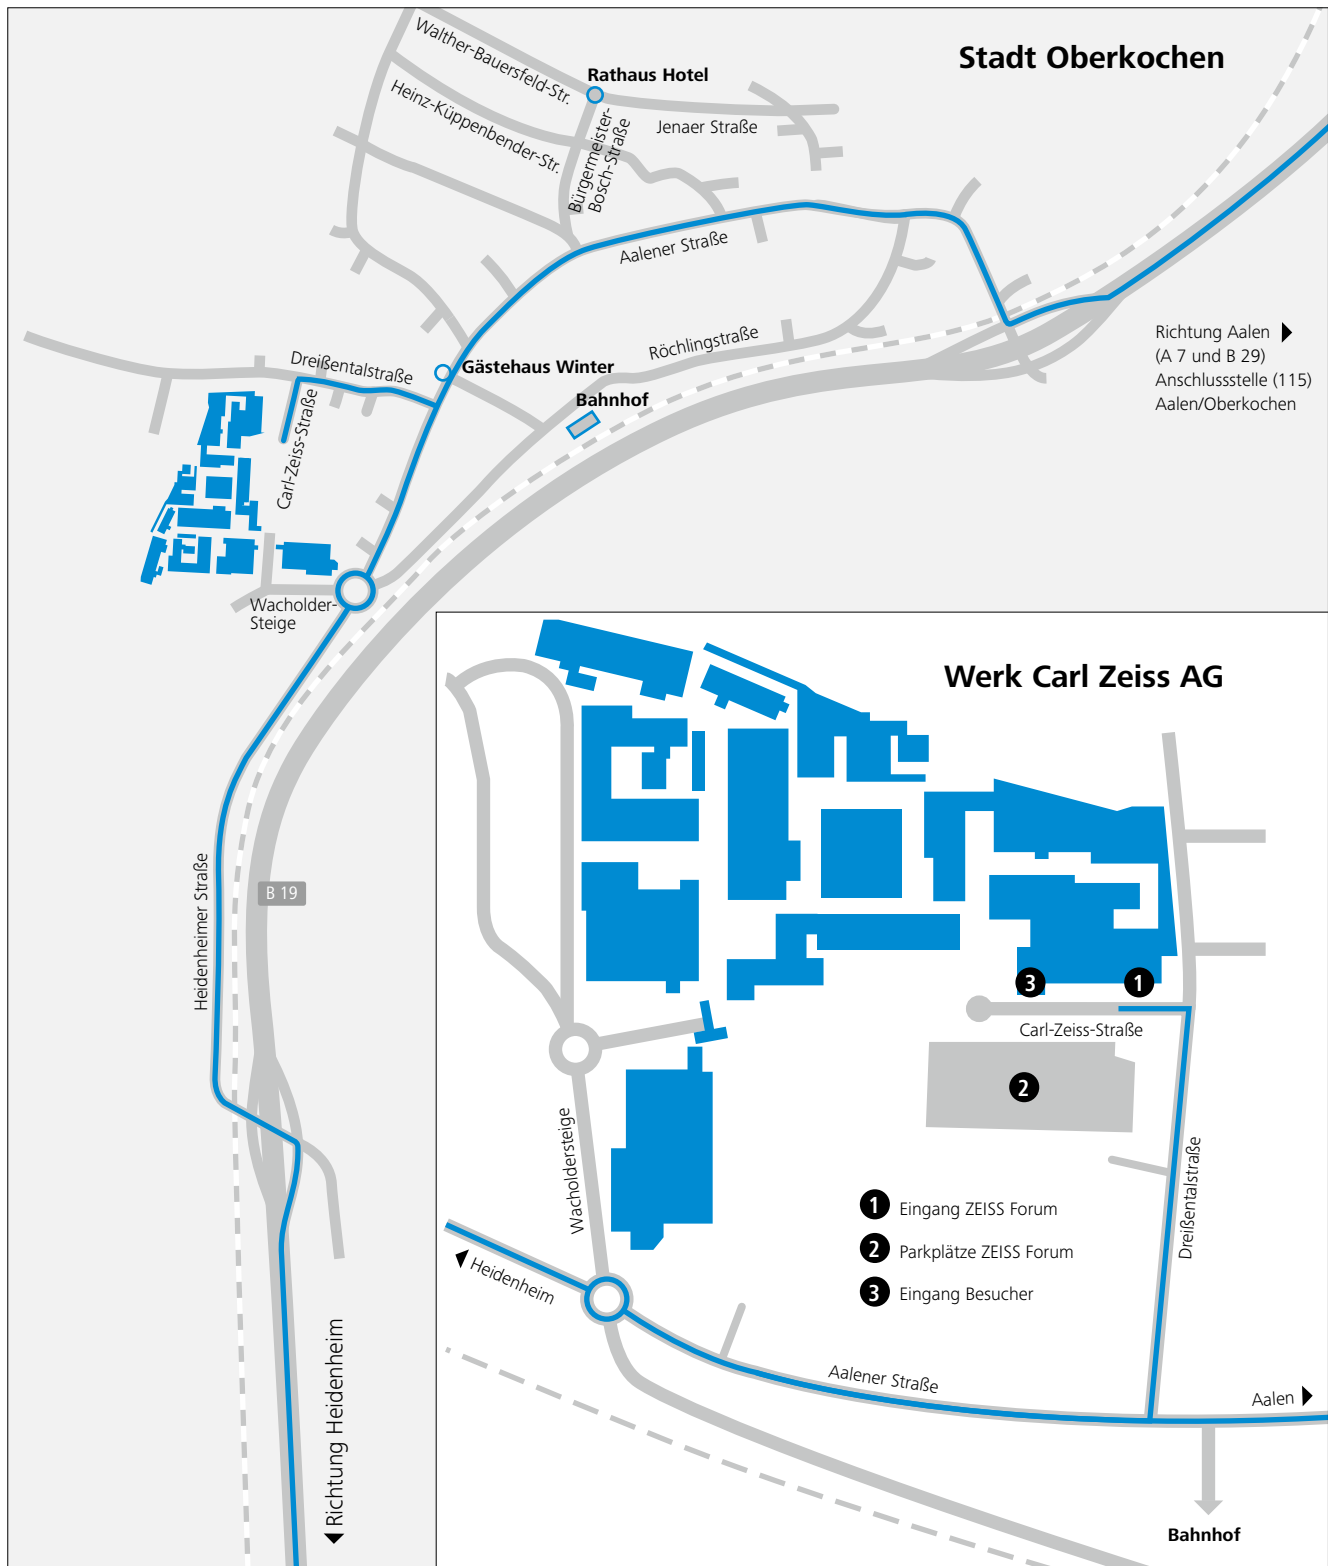 Stadt Oberkochen
Walther-Bauersfeld-Str.
Rathaus Hotel
Heinz-Küppenbender-Str.
Jenaer Straße
Bürgermeister-
Bosch-Straße
Aalener Straße
Röchlingstraße
Richtung Aalen
(A 7 und B 29)
Anschlussstelle (115)
Aalen/Oberkochen
Dreißentalstraße
Gästehaus Winter
Bahnhof
Carl-Zeiss-Straße
Wacholder-
Steige
Heidenheimer Straße
B 19
Richtung Heidenheim
Werk Carl Zeiss AG
3
1
Carl-Zeiss-Straße
2
Wacholdersteige
Dreißentalstraße
1 Eingang ZEISS Forum
2 Parkplätze ZEISS Forum
3 Eingang Besucher
Heidenheim
Aalener Straße
Aalen
Bahnhof